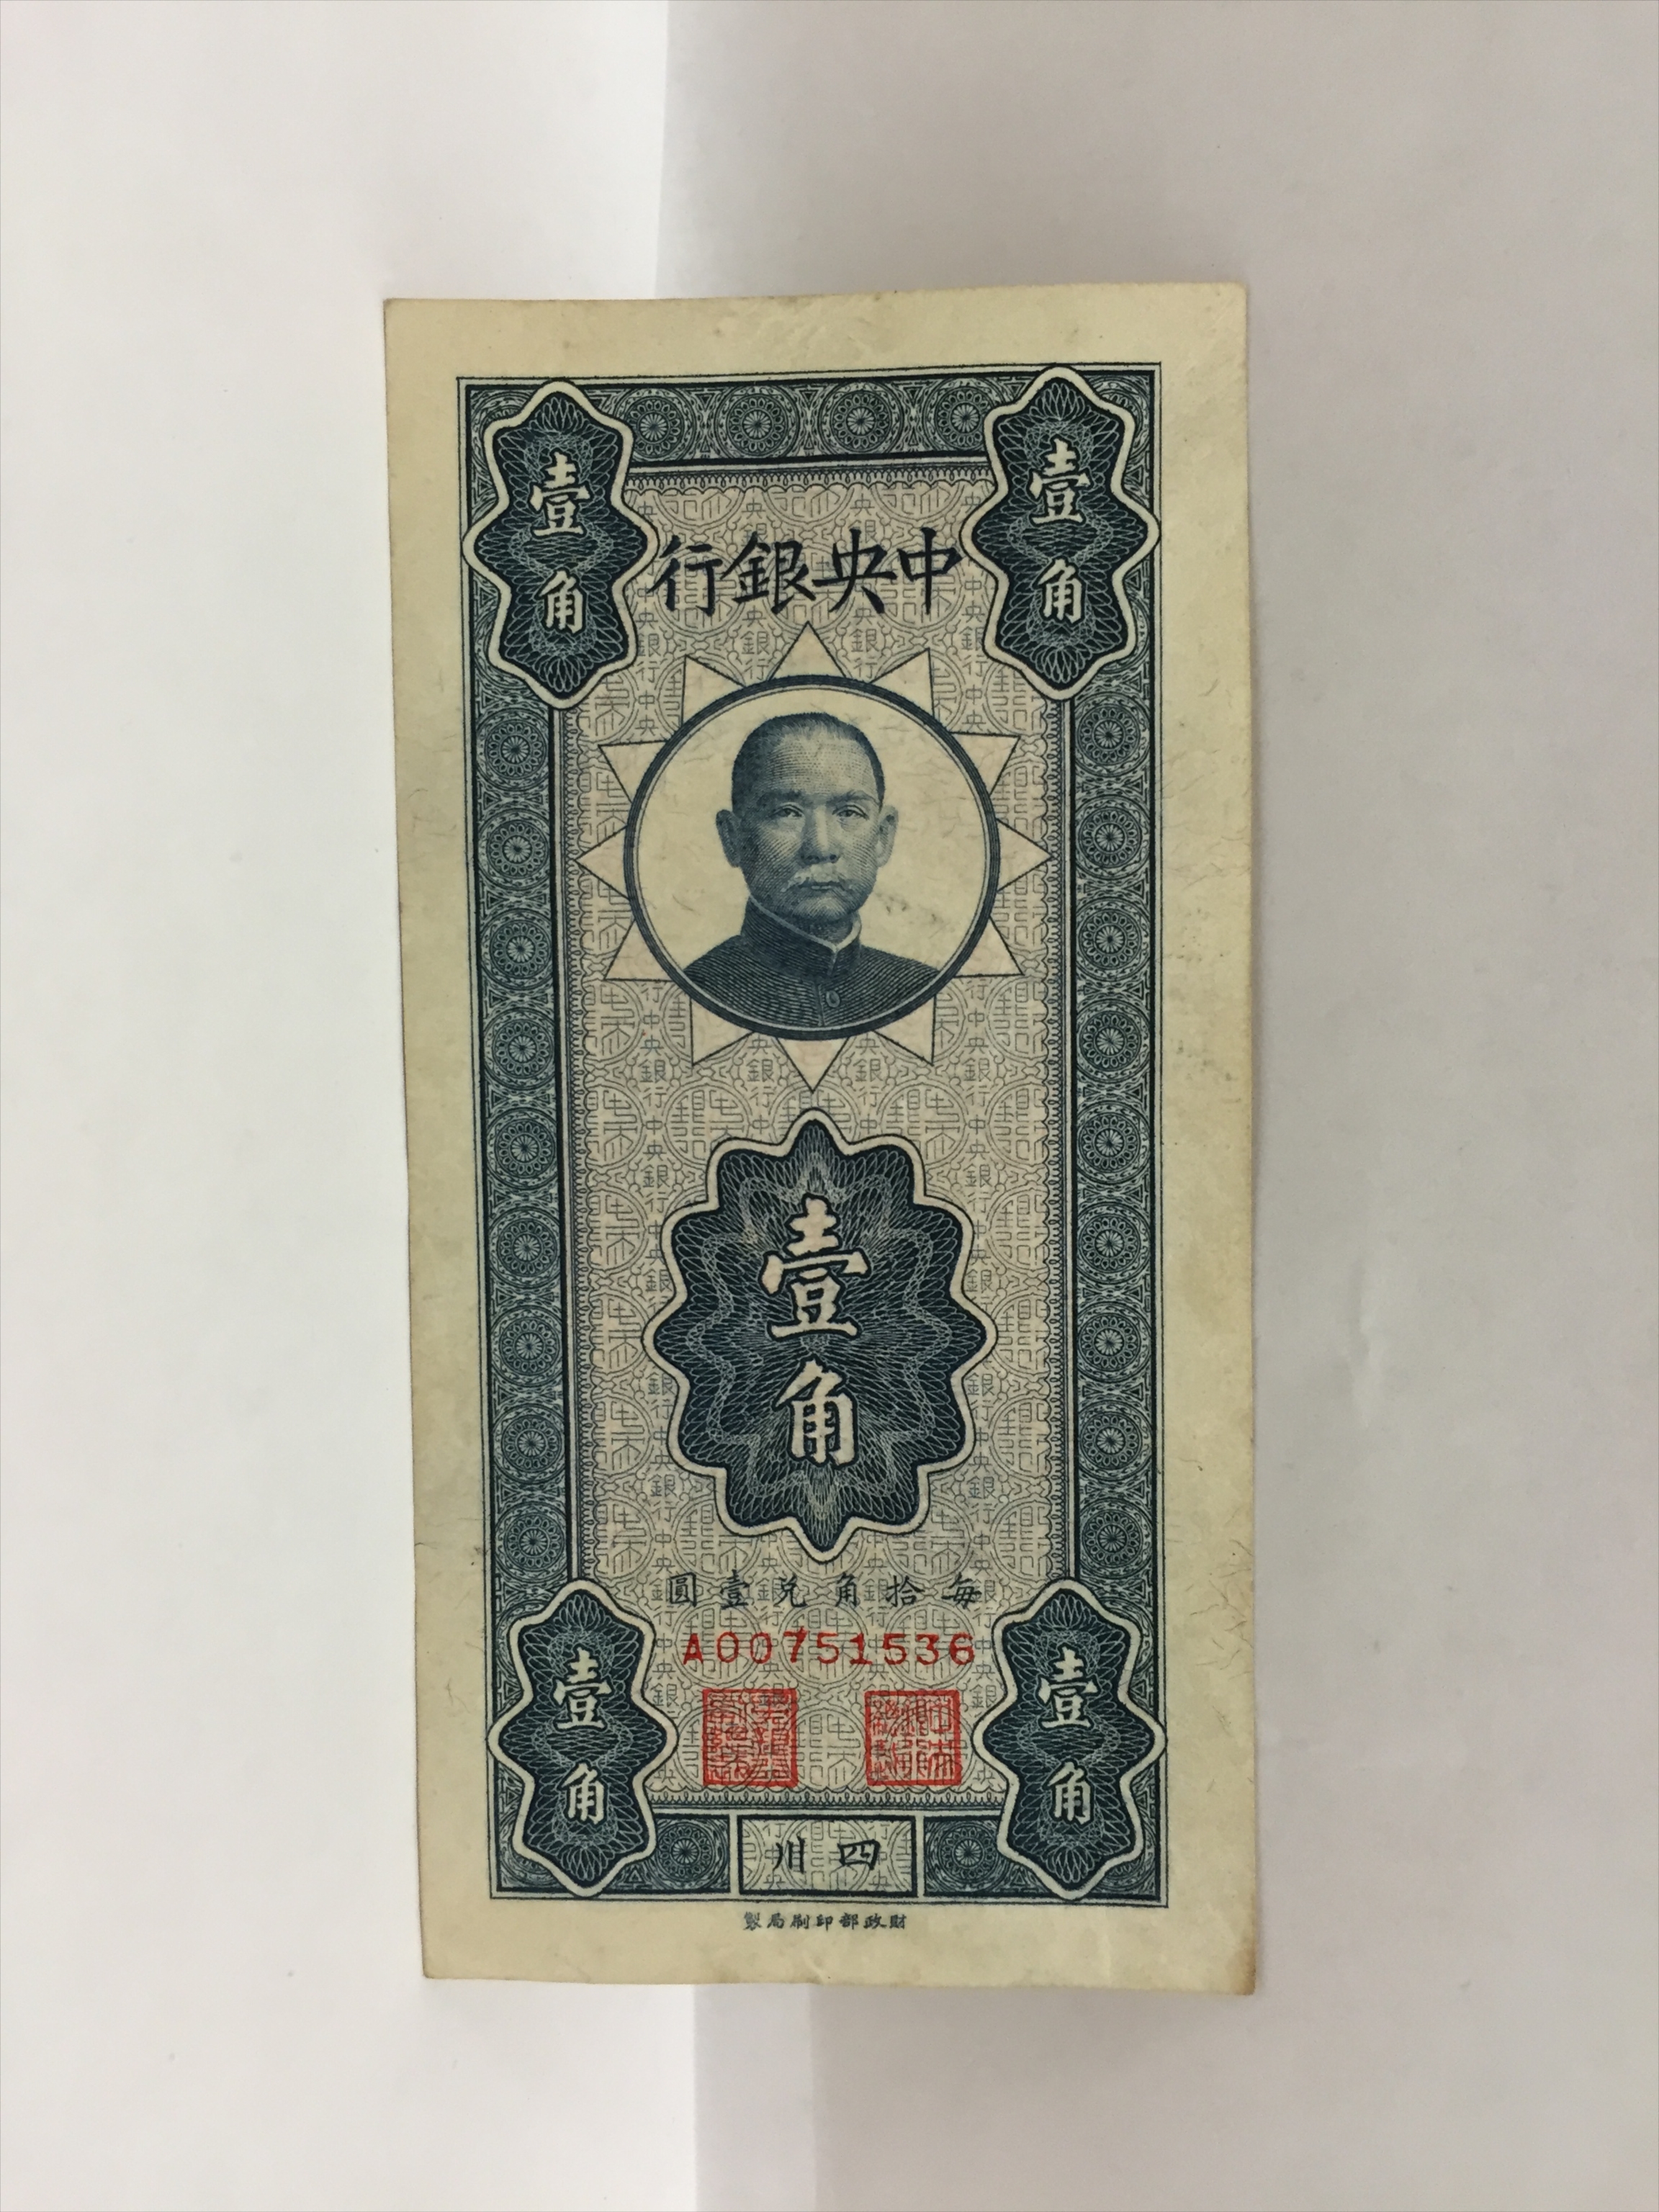 壹角
壹角
中央銀行
壹角
每拾角兌壹圓
A00751536
壹角
壹角
四川
財政部印刷局製